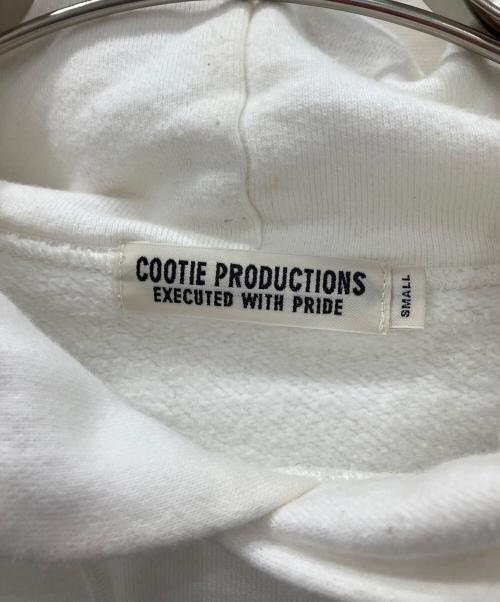 COOTIE PRODUCTIONS
EXECUTED WITH PRIDE
SMALL